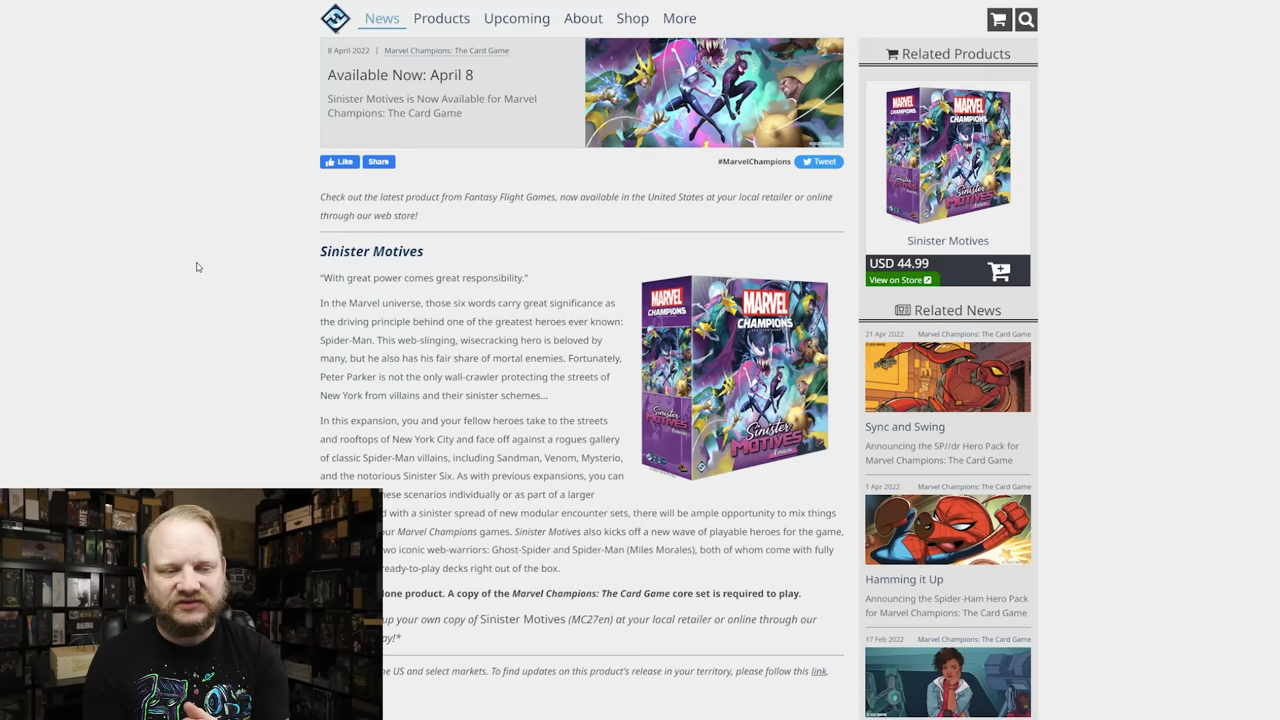 News Products Upcoming About Shop More
8 April 2022 | Marvel Champions: The Card Game
Available Now: April 8
Sinister Motives is Now Available for Marvel
Champions: The Card Game
Like Share
#MarvelChampions Tweet
Check out the latest product from Fantasy Flight Games, now available in the United States at your local retailer or online
through our web store!
Sinister Motives
“With great power comes great responsibility.”
In the Marvel universe, those six words carry great significance as
the driving principle behind one of the greatest heroes ever known:
Spider-Man. This web-slinging, wisecracking hero is beloved by
many, but he also has his fair share of mortal enemies. Fortunately,
Peter Parker is not the only wall-crawler protecting the streets of
New York from villains and their sinister schemes…
In this expansion, you and your fellow heroes take to the streets
and rooftops of New York City and face off against a rogues gallery
of classic Spider-Man villains, including Sandman, Venom, Mysterio,
and the notorious Sinister Six. As with previous expansions, you can
hese scenarios individually or as part of a larger
d with a sinister spread of new modular encounter sets, there will be ample opportunity to mix things
ur Marvel Champions games. Sinister Motives also kicks off a new wave of playable heroes for the game,
two iconic web-warriors: Ghost-Spider and Spider-Man (Miles Morales), both of whom come with fully
ready-to-play decks right out of the box.
lone product. A copy of the Marvel Champions: The Card Game core set is required to play.
up your own copy of Sinister Motives (MC27en) at your local retailer or online through our
ay!*
he US and select markets. To find updates on this product's release in your territory, please follow this link.
MARVEL
CHAMPIONS
MARVEL
CHAMPIONS
Sinister
MOTIVES
Sinister
MOTIVES
Related Products
MARVEL
CHAMPIONS
MARVEL
CHAMPIONS
Sinister
MOTIVES
Sinister
MOTIVES
Sinister Motives
USD 44.99
View on Store
Related News
21 Apr 2022 Marvel Champions: The Card Game
Sync and Swing
Announcing the SP//dr Hero Pack for
Marvel Champions: The Card Game
1 Apr 2022 Marvel Champions: The Card Game
Hamming it Up
Announcing the Spider-Ham Hero Pack
for Marvel Champions: The Card Game
17 Feb 2022 Marvel Champions: The Card Game